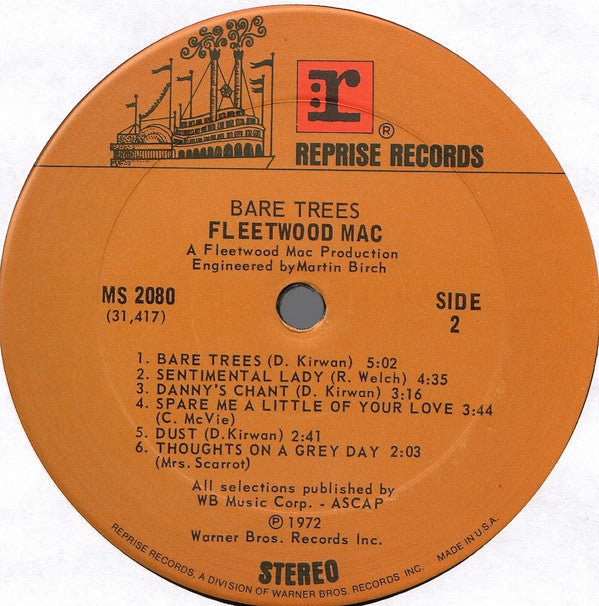 r
®
REPRISE RECORDS
BARE TREES
FLEETWOOD MAC
A Fleetwood Mac Production
Engineered by Martin Birch
MS 2080
(31,417)
SIDE
2
1. BARE TREES (D. Kirwan) 5:02
2. SENTIMENTAL LADY (R. Welch) 4:35
3. DANNY'S CHANT (D. Kirwan) 3:16
4. SPARE ME A LITTLE OF YOUR LOVE 3:44
(C. McVie)
5. DUST (D. Kirwan) 2:41
6. THOUGHTS ON A GREY DAY 2:03
(Mrs. Scarrot)
All selections published by
WB Music Corp. - ASCAP
℗ 1972
Warner Bros. Records Inc.
STEREO
REPRISE RECORDS, A DIVISION OF WARNER BROS. RECORDS INC. MADE IN U.S.A.